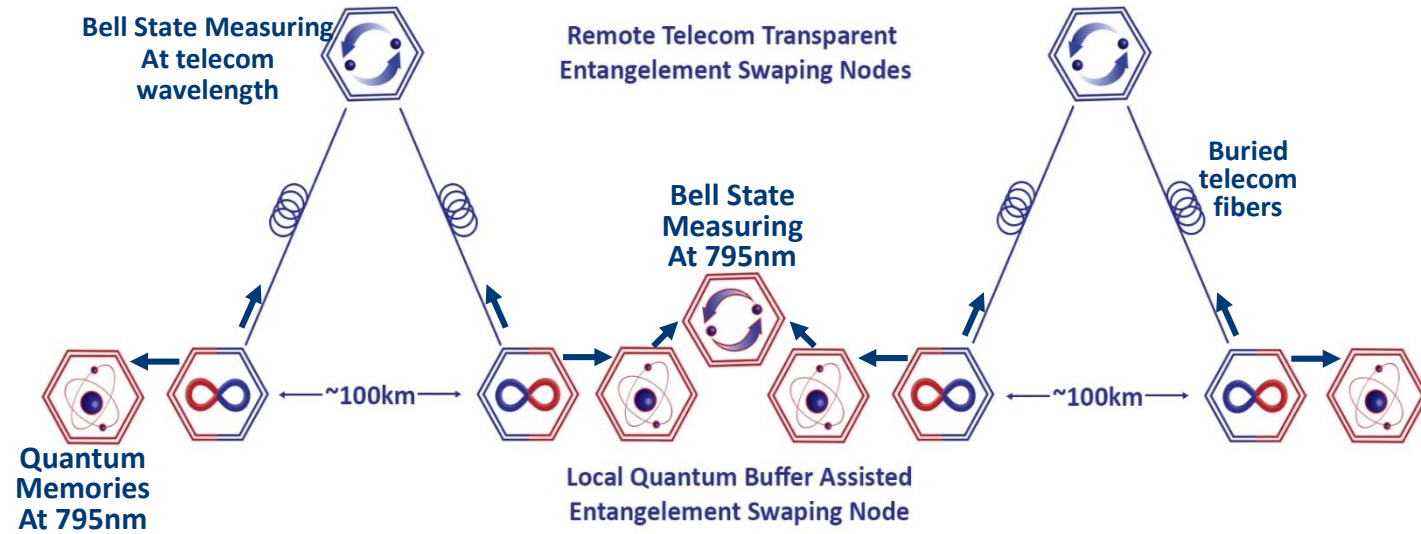 Bell State Measuring
At telecom
wavelength
Remote Telecom Transparent
Entangelement Swaping Nodes
Buried
telecom
fibers
Bell State
Measuring
At 795nm
~100km
~100km
Quantum
Memories
At 795nm
Local Quantum Buffer Assisted
Entangelement Swaping Node